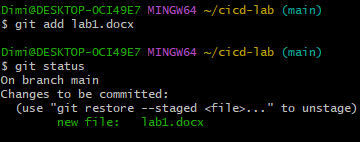 Dimi@DESKTOP-OCI49E7 MINGW64 ~/cicd-lab (main)
$ git add lab1.docx
Dimi@DESKTOP-OCI49E7 MINGW64 ~/cicd-lab (main)
$ git status
On branch main
Changes to be committed:
  (use "git restore --staged <file>..." to unstage)
        new file:   lab1.docx